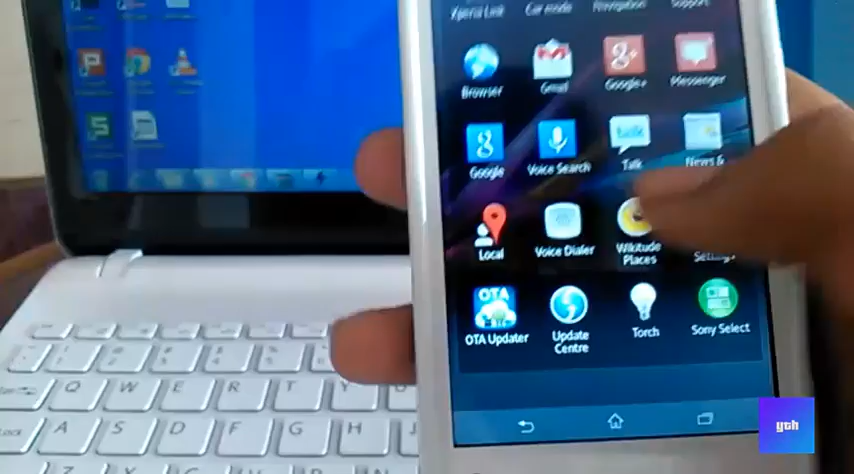 Xperia Link
Car mode
Navigation
Support
Browser
Gmail
Google+
Messenger
Google
Voice Search
Talk
News &
Local
Voice Dialer
Wikitude
Places
Settings
OTA
OTA Updater
Update
Centre
Torch
Sony Select
Q W E R T Y
A S D F G H J
Z X
yth